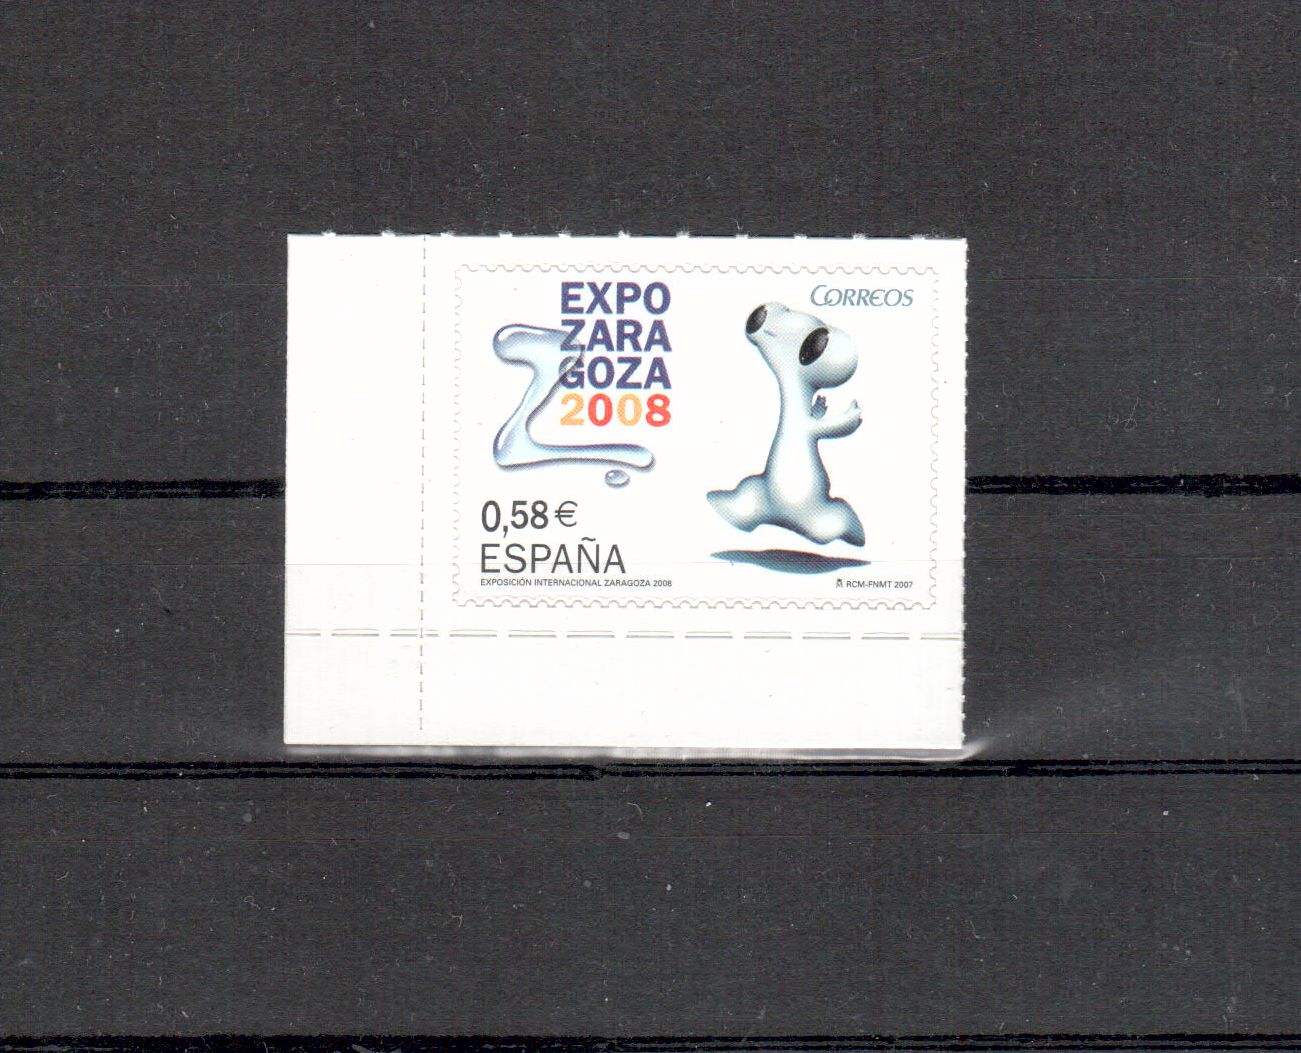 EXPO
ZARA
GOZA
2008
CORREOS
0,58 €
ESPAÑA
EXPOSICIÓN INTERNACIONAL ZARAGOZA 2008
RCM-FNMT 2007